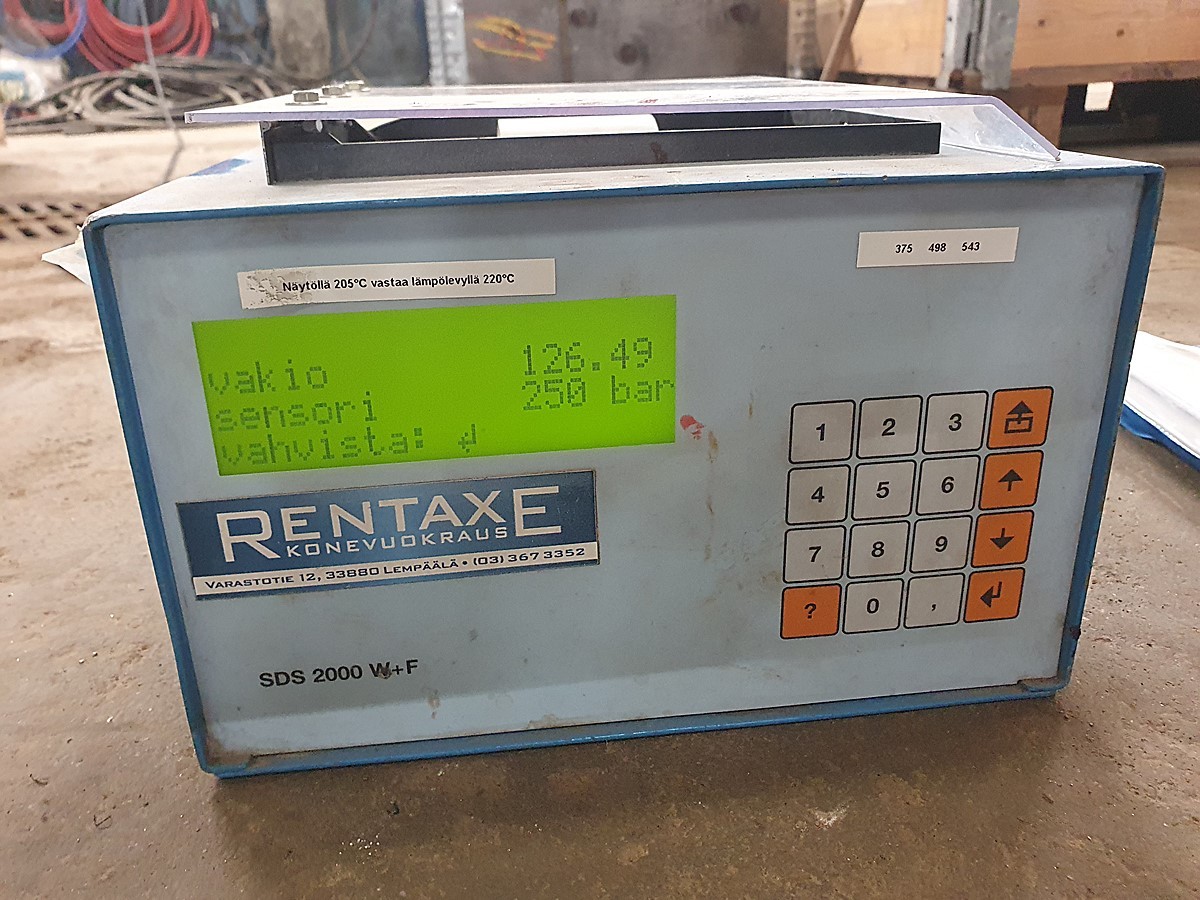 375 498 543
Näytöllä 205°C vastaa lämpölevyllä 220°C
vakio 126.49
sensori 250 bar
vahvista: ↲
RENTAXE
KONEVUOKRAUS
VARASTOTIE 12, 33880 LEMPÄÄLÄ • (03) 367 3352
1 2 3
4 5 6 ↑
7 8 9 ↓
? 0 , ↲
SDS 2000 W+F